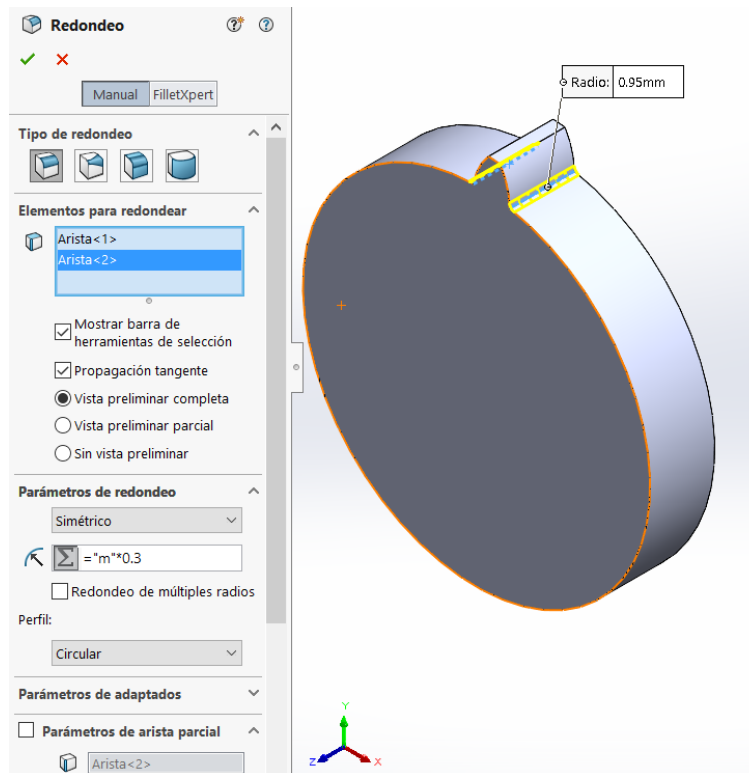 Redondeo
Manual FilletXpert
Tipo de redondeo
Elementos para redondear
Arista<1>
Arista<2>
Mostrar barra de
herramientas de selección
Propagación tangente
Vista preliminar completa
Vista preliminar parcial
Sin vista preliminar
Parámetros de redondeo
Simétrico
="m"*0.3
Redondeo de múltiples radios
Perfil:
Circular
Parámetros de adaptados
Parámetros de arista parcial
Arista<2>
Radio: 0.95mm
Y
Z X